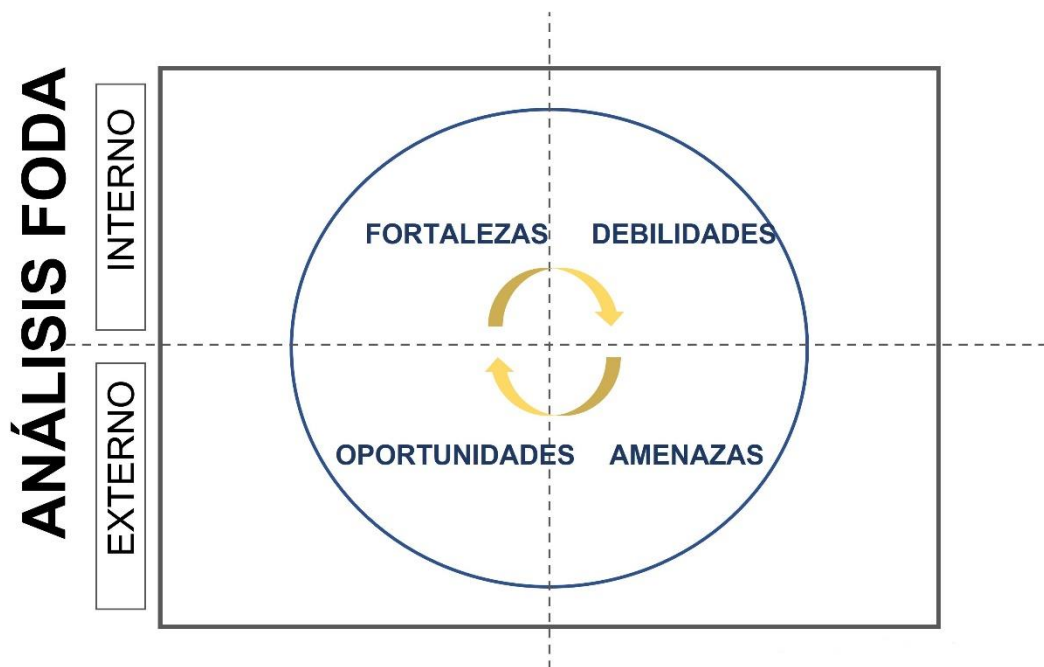 ANÁLISIS FODA
INTERNO
EXTERNO
FORTALEZAS
DEBILIDADES
OPORTUNIDADES
AMENAZAS